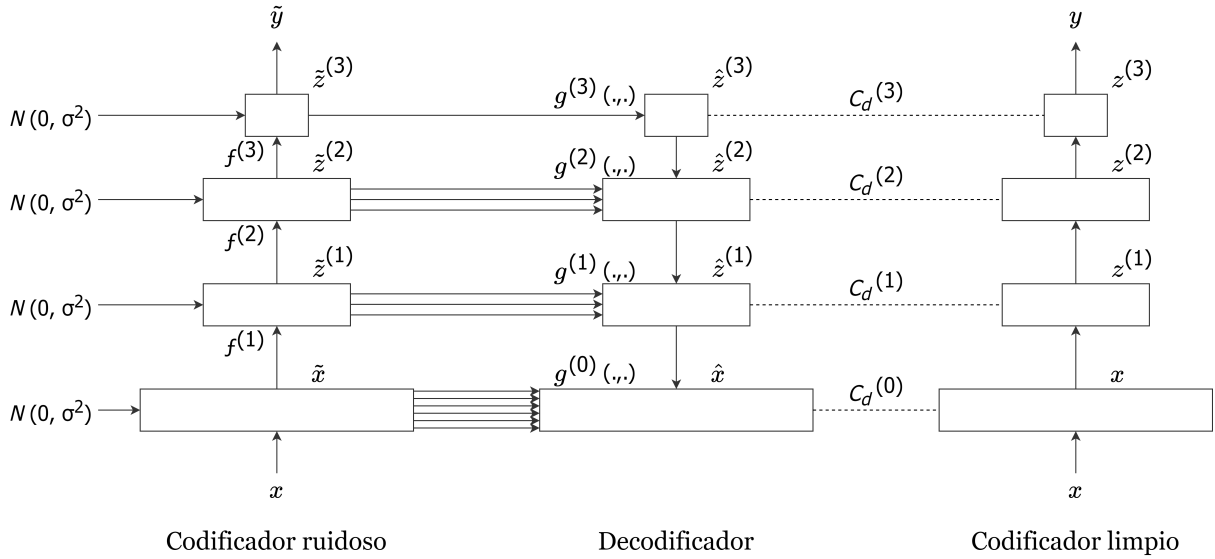 ỹ y
z̃⁽³⁾ ẑ⁽³⁾ z⁽³⁾
N (0, σ²) g⁽³⁾ (.,.) C_d⁽³⁾
f⁽³⁾ z̃⁽²⁾ g⁽²⁾ (.,.) ẑ⁽²⁾ z⁽²⁾
N (0, σ²) C_d⁽²⁾
f⁽²⁾ z̃⁽¹⁾ g⁽¹⁾ (.,.) ẑ⁽¹⁾ z⁽¹⁾
N (0, σ²) C_d⁽¹⁾
f⁽¹⁾
x̃ g⁽⁰⁾ (.,.) x̂ x
N (0, σ²) C_d⁽⁰⁾
x x
Codificador ruidoso Decodificador Codificador limpio